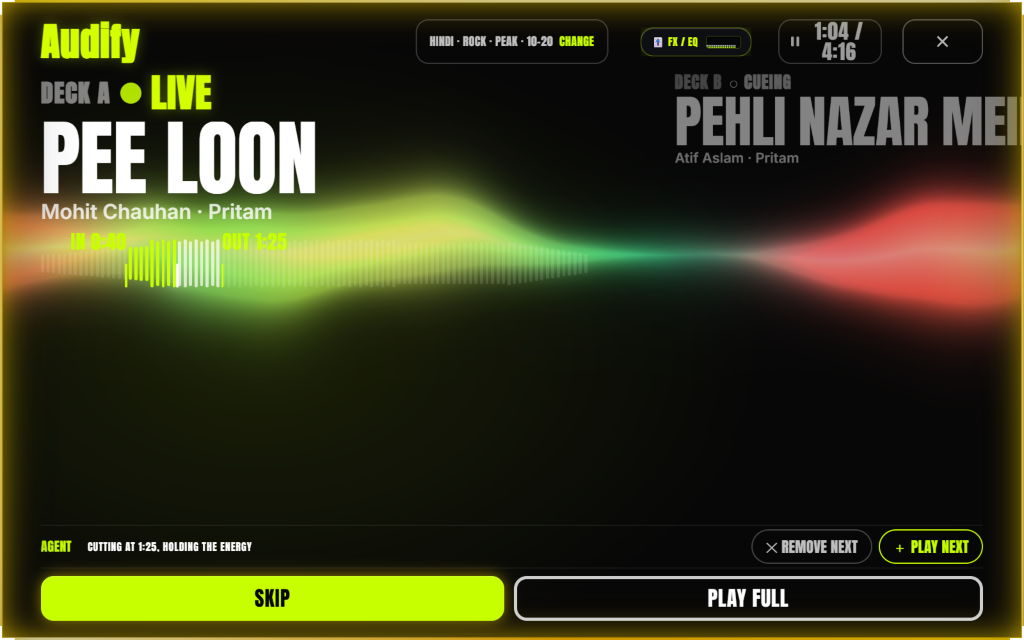 Audify
HINDI · ROCK · PEAK · 10-20 CHANGE
FX / EQ
1:04 /
4:16
DECK A LIVE
PEE LOON
Mohit Chauhan · Pritam
IN 0:40 OUT 1:25
DECK B CUEING
PEHLI NAZAR MEI
Atif Aslam · Pritam
AGENT CUTTING AT 1:25, HOLDING THE ENERGY
× REMOVE NEXT
+ PLAY NEXT
SKIP
PLAY FULL